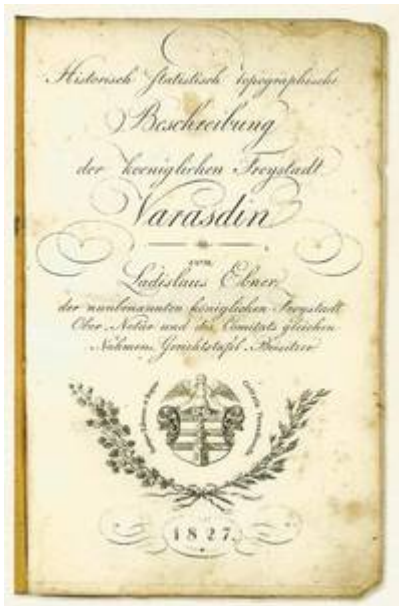 Historisch statistisch topographische
Beschreibung
der koeniglichen Freystadt
Varasdin
von
Ladislaus Ebner,
der nunbenannten königlichen Freystadt
Ober Notär und des Comitats gleichen
Nahmens Gerichtstafel Beisitzer
1827.